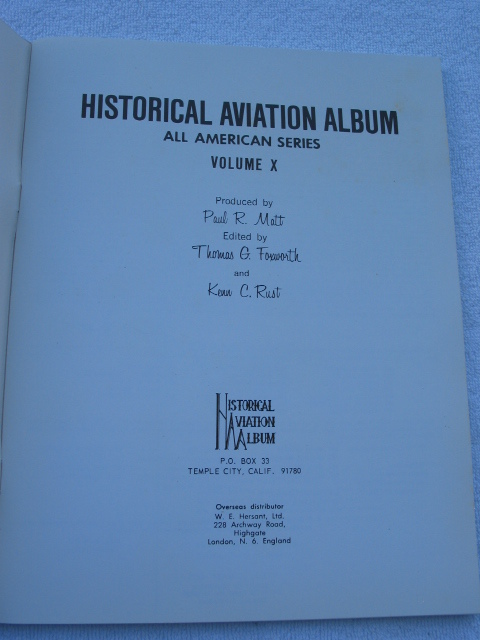 HISTORICAL AVIATION ALBUM
ALL AMERICAN SERIES
VOLUME X
Produced by
Paul R. Matt
Edited by
Thomas G. Foxworth
and
Kenn C. Rust
HISTORICAL
AVIATION
ALBUM
P.O. BOX 33
TEMPLE CITY, CALIF. 91780
Overseas distributor
W. E. Hersant, Ltd.
228 Archway Road,
Highgate
London, N. 6. England